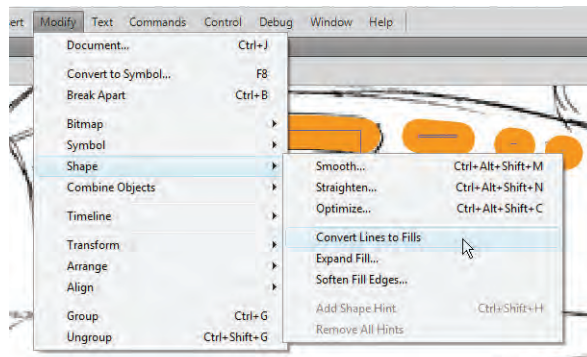 ert Modify Text Commands Control Debug Window Help
Document... Ctrl+J
Convert to Symbol... F8
Break Apart Ctrl+B
Bitmap
Symbol
Shape
Combine Objects
Timeline
Transform
Arrange
Align
Group Ctrl+G
Ungroup Ctrl+Shift+G
Smooth... Ctrl+Alt+Shift+M
Straighten... Ctrl+Alt+Shift+N
Optimize... Ctrl+Alt+Shift+C
Convert Lines to Fills
Expand Fill...
Soften Fill Edges...
Add Shape Hint Ctrl+Shift+H
Remove All Hints